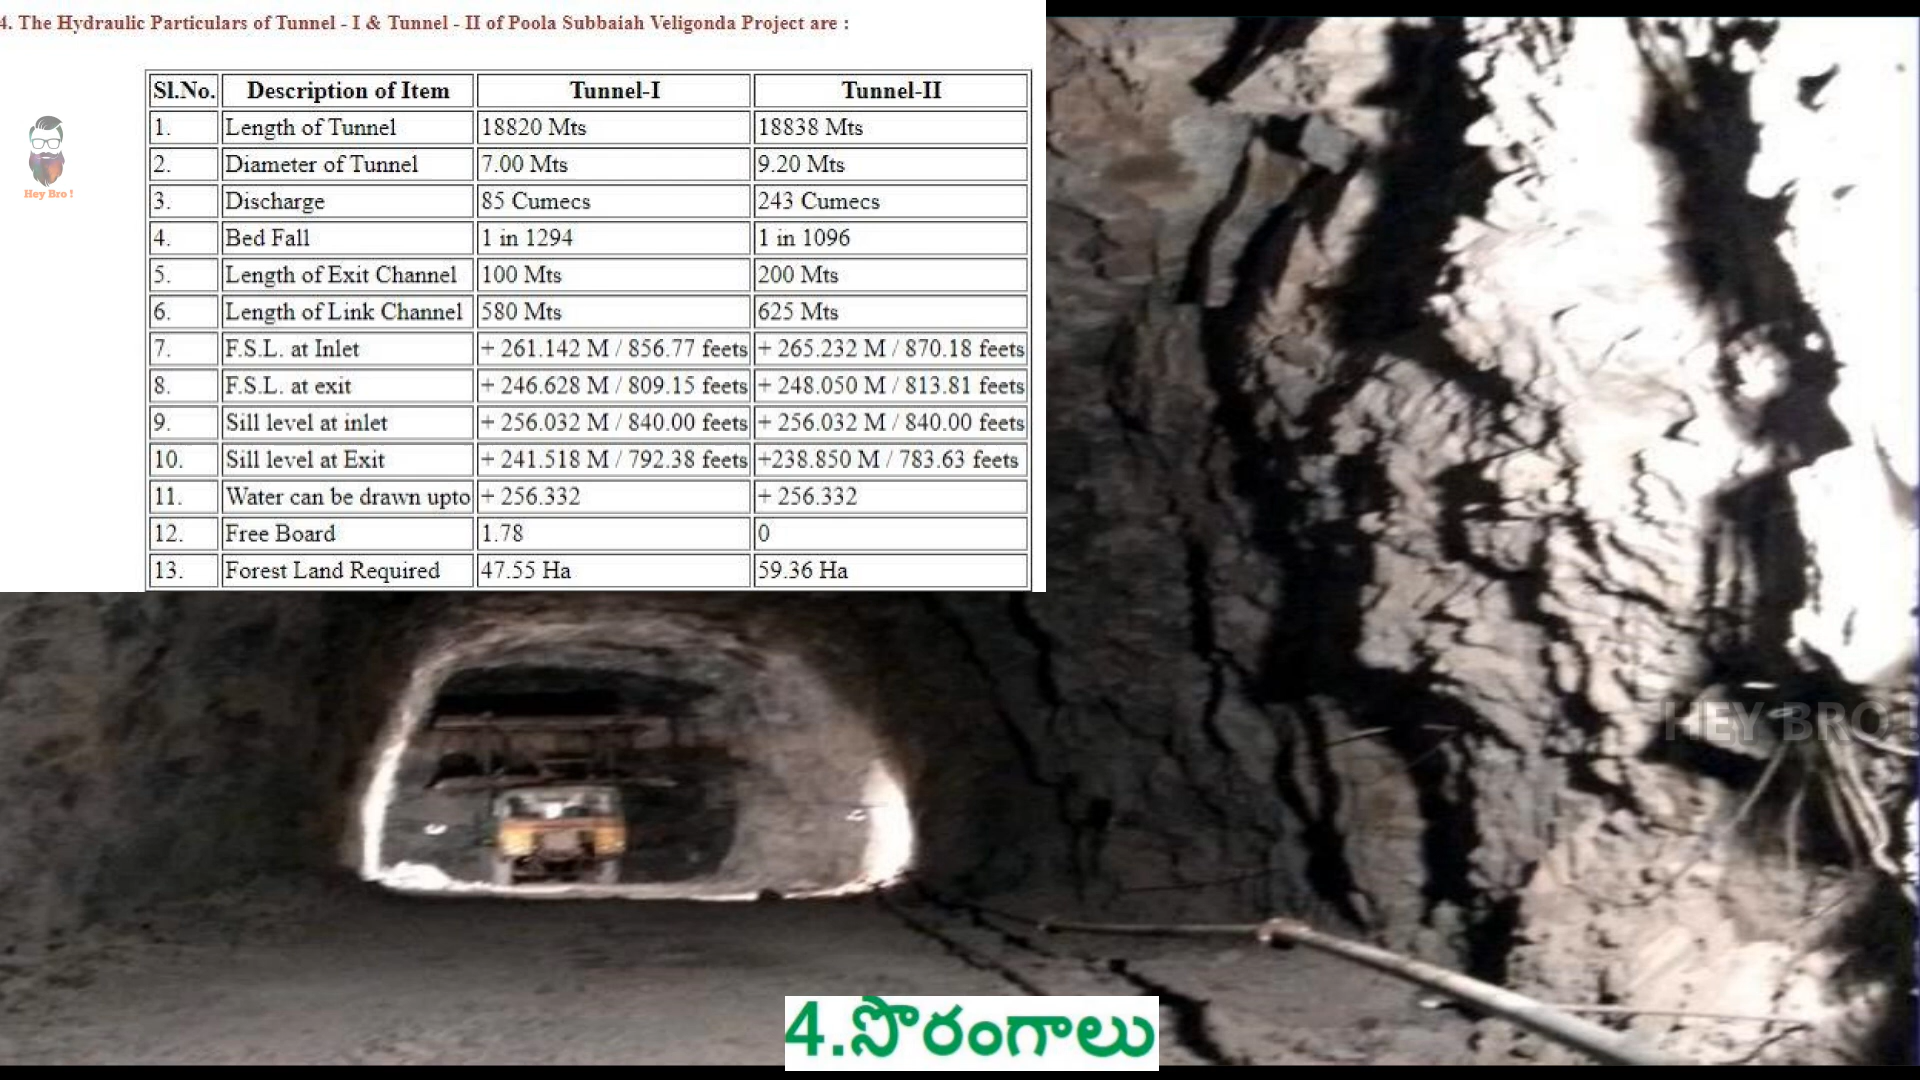 4. The Hydraulic Particulars of Tunnel - I & Tunnel - II of Poola Subbaiah Veligonda Project are :
Sl.No. Description of Item Tunnel-I Tunnel-II
1. Length of Tunnel 18820 Mts 18838 Mts
2. Diameter of Tunnel 7.00 Mts 9.20 Mts
3. Discharge 85 Cumecs 243 Cumecs
4. Bed Fall 1 in 1294 1 in 1096
5. Length of Exit Channel 100 Mts 200 Mts
6. Length of Link Channel 580 Mts 625 Mts
7. F.S.L. at Inlet + 261.142 M / 856.77 feets + 265.232 M / 870.18 feets
8. F.S.L. at exit + 246.628 M / 809.15 feets + 248.050 M / 813.81 feets
9. Sill level at inlet + 256.032 M / 840.00 feets + 256.032 M / 840.00 feets
10. Sill level at Exit + 241.518 M / 792.38 feets +238.850 M / 783.63 feets
11. Water can be drawn upto + 256.332 + 256.332
12. Free Board 1.78 0
13. Forest Land Required 47.55 Ha 59.36 Ha
Hey Bro !
HEY BRO !
4.సొరంగాలు